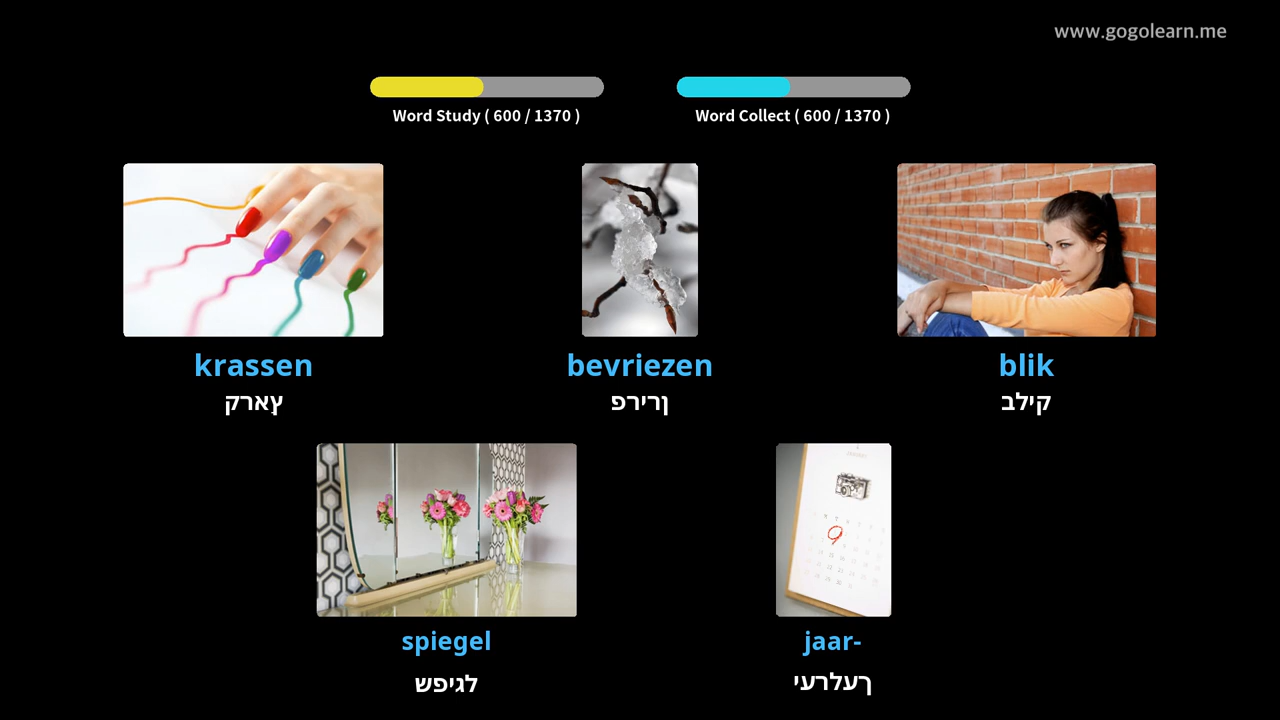 www.gogolearn.me
Word Study ( 600 / 1370 )
Word Collect ( 600 / 1370 )
krassen
קראָץ
bevriezen
פרירן
blik
בליק
spiegel
שפיגל
jaar-
יערלעך